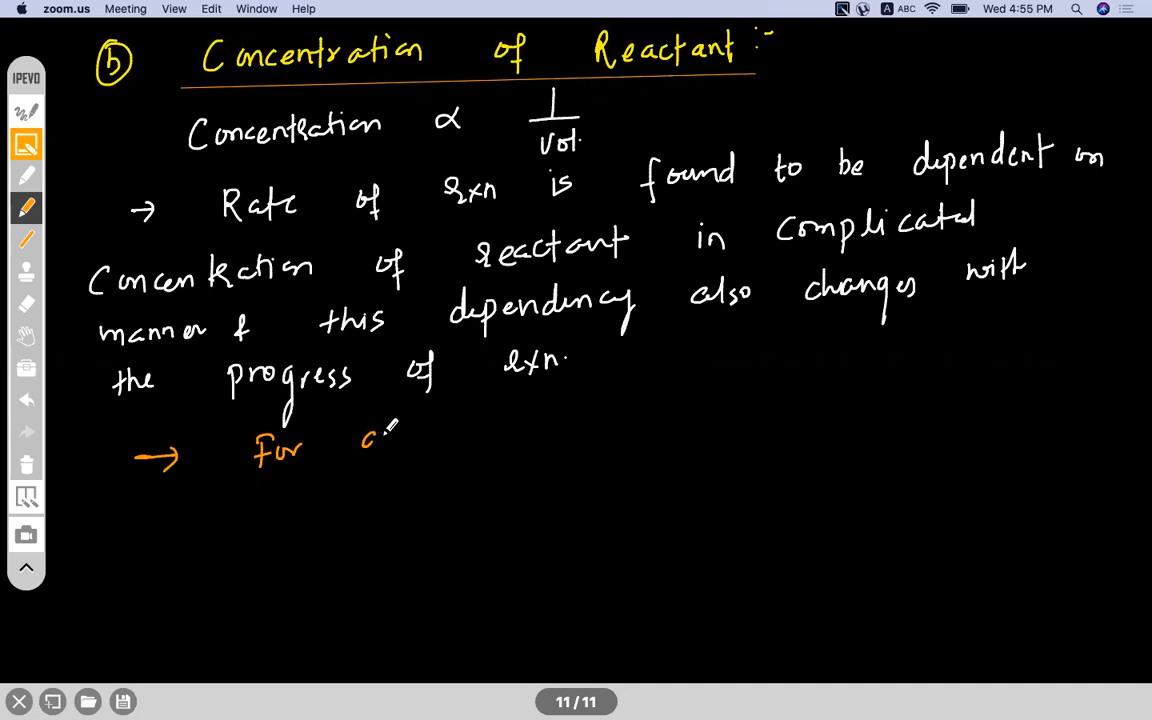 zoom.us Meeting View Edit Window Help A ABC Wed 4:55 PM
IPEVO
ⓑ Concentration of Reactant :-
Concentration ∝ 1/Vol.
→ Rate of rxn is found to be dependent on
Concentration of reactant in complicated
manner & this dependency also changes with
the progress of rxn.
→ For a
11 / 11